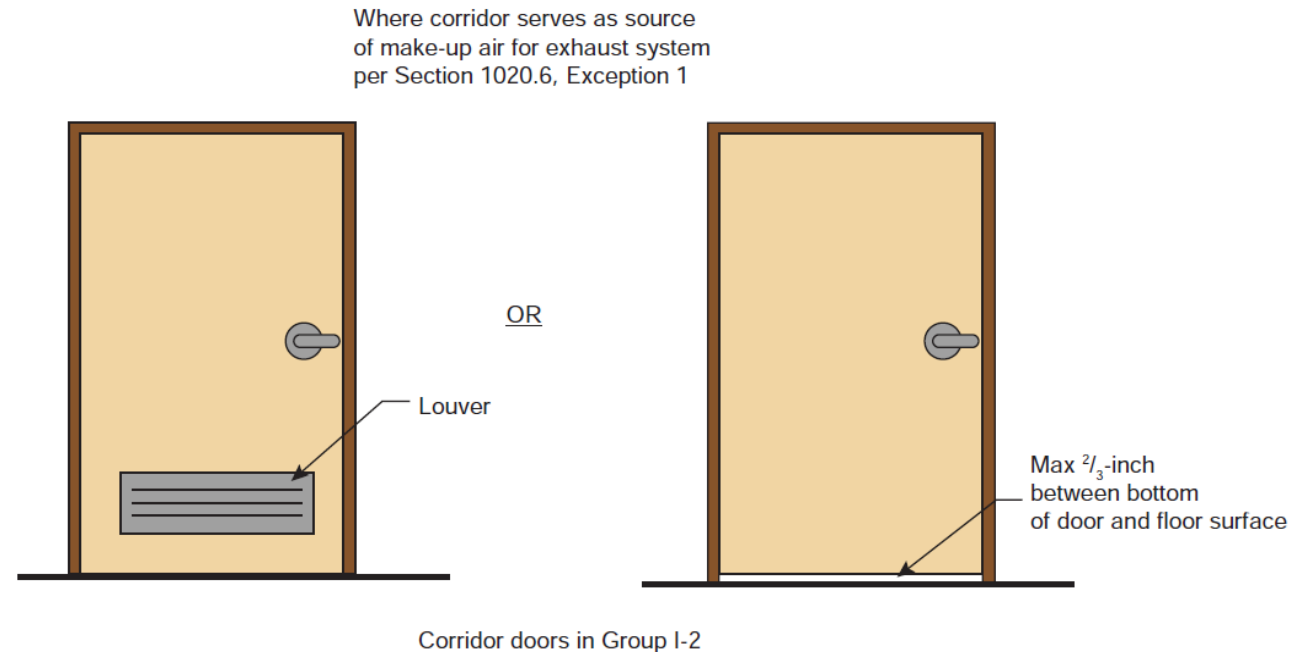 Where corridor serves as source
of make-up air for exhaust system
per Section 1020.6, Exception 1
OR
Louver
Max 2/3-inch
between bottom
of door and floor surface
Corridor doors in Group I-2